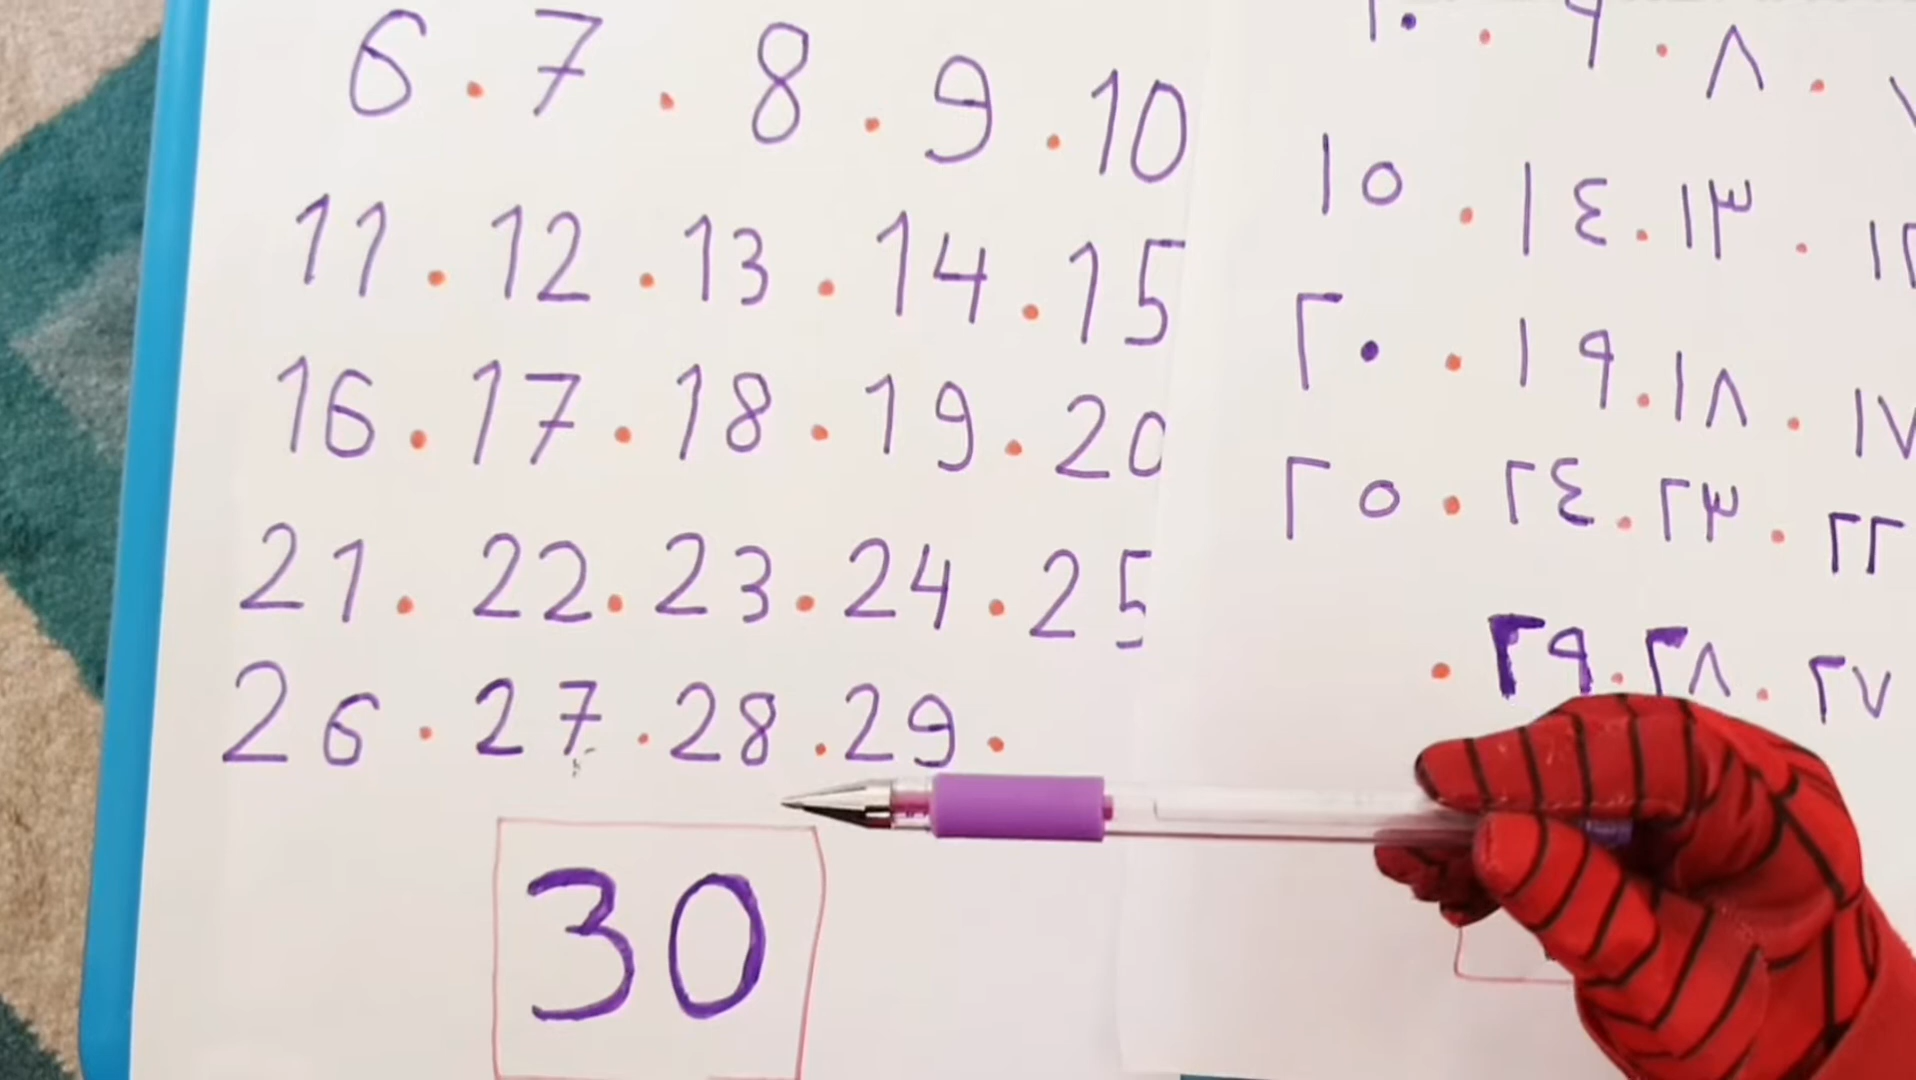 6 . 7 . 8 . 9 . 10
11 . 12 . 13 . 14 . 15
16 . 17 . 18 . 19 . 20
21 . 22 . 23 . 24 . 25
26 . 27 . 28 . 29 .
30
٨ . ٩ . ١٠
١٣ . ١٤ . ١٥
١٧ . ١٨ . ١٩ . ٢٠
٢٢ . ٢٣ . ٢٤ . ٢٥
٢٧ . ٢٨ . ٢٩ .